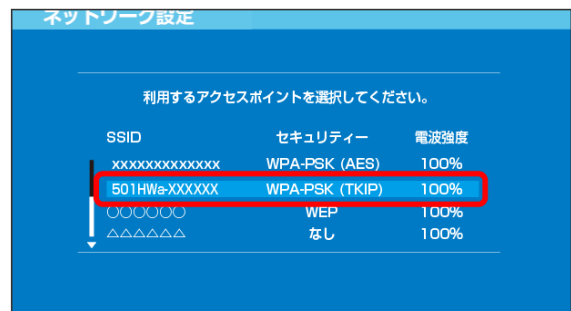 ネットワーク設定
利用するアクセスポイントを選択してください。
SSID セキュリティー 電波強度
xxxxxxxxxxxxx WPA-PSK (AES) 100%
501HWa-XXXXXX WPA-PSK (TKIP) 100%
○○○○○○ WEP 100%
△△△△△△ なし 100%